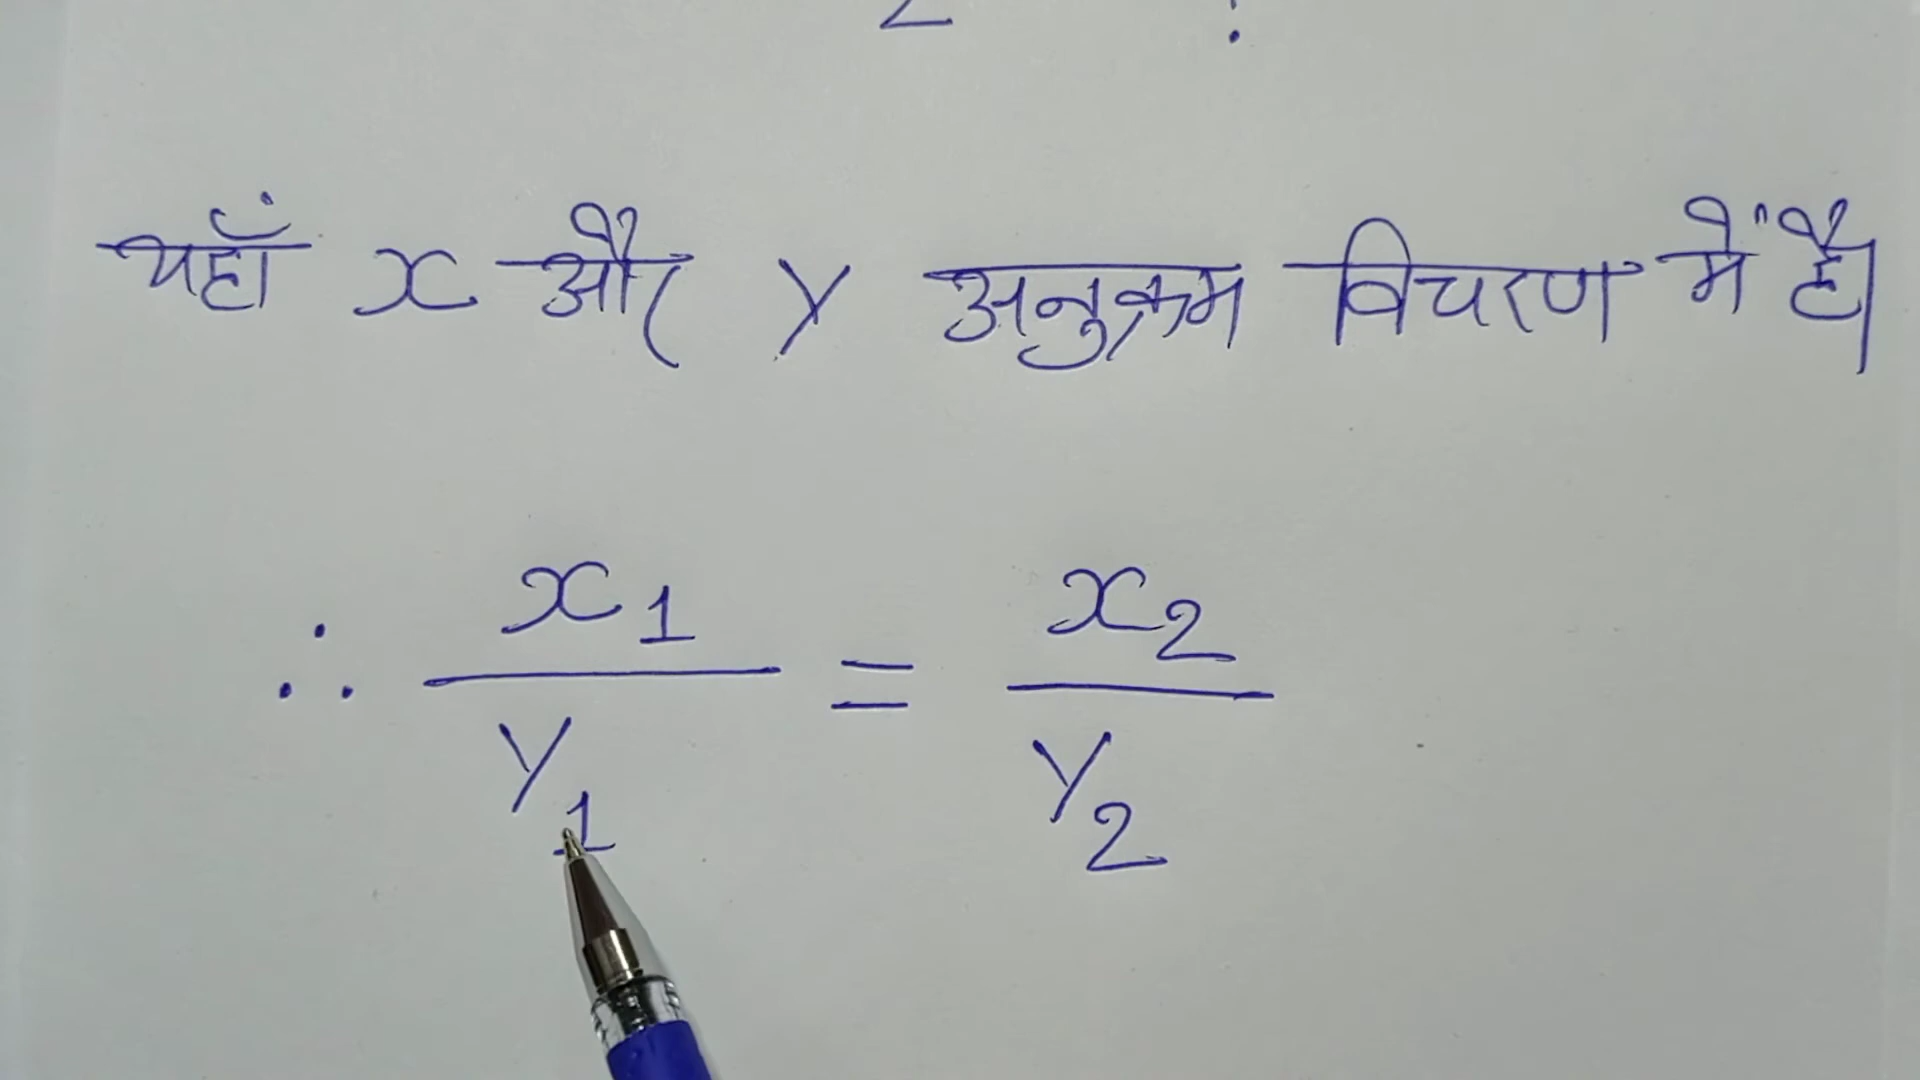 यहाँ x और y अनुक्रम विचरण में है।
∴ x₁/y₁ = x₂/y₂